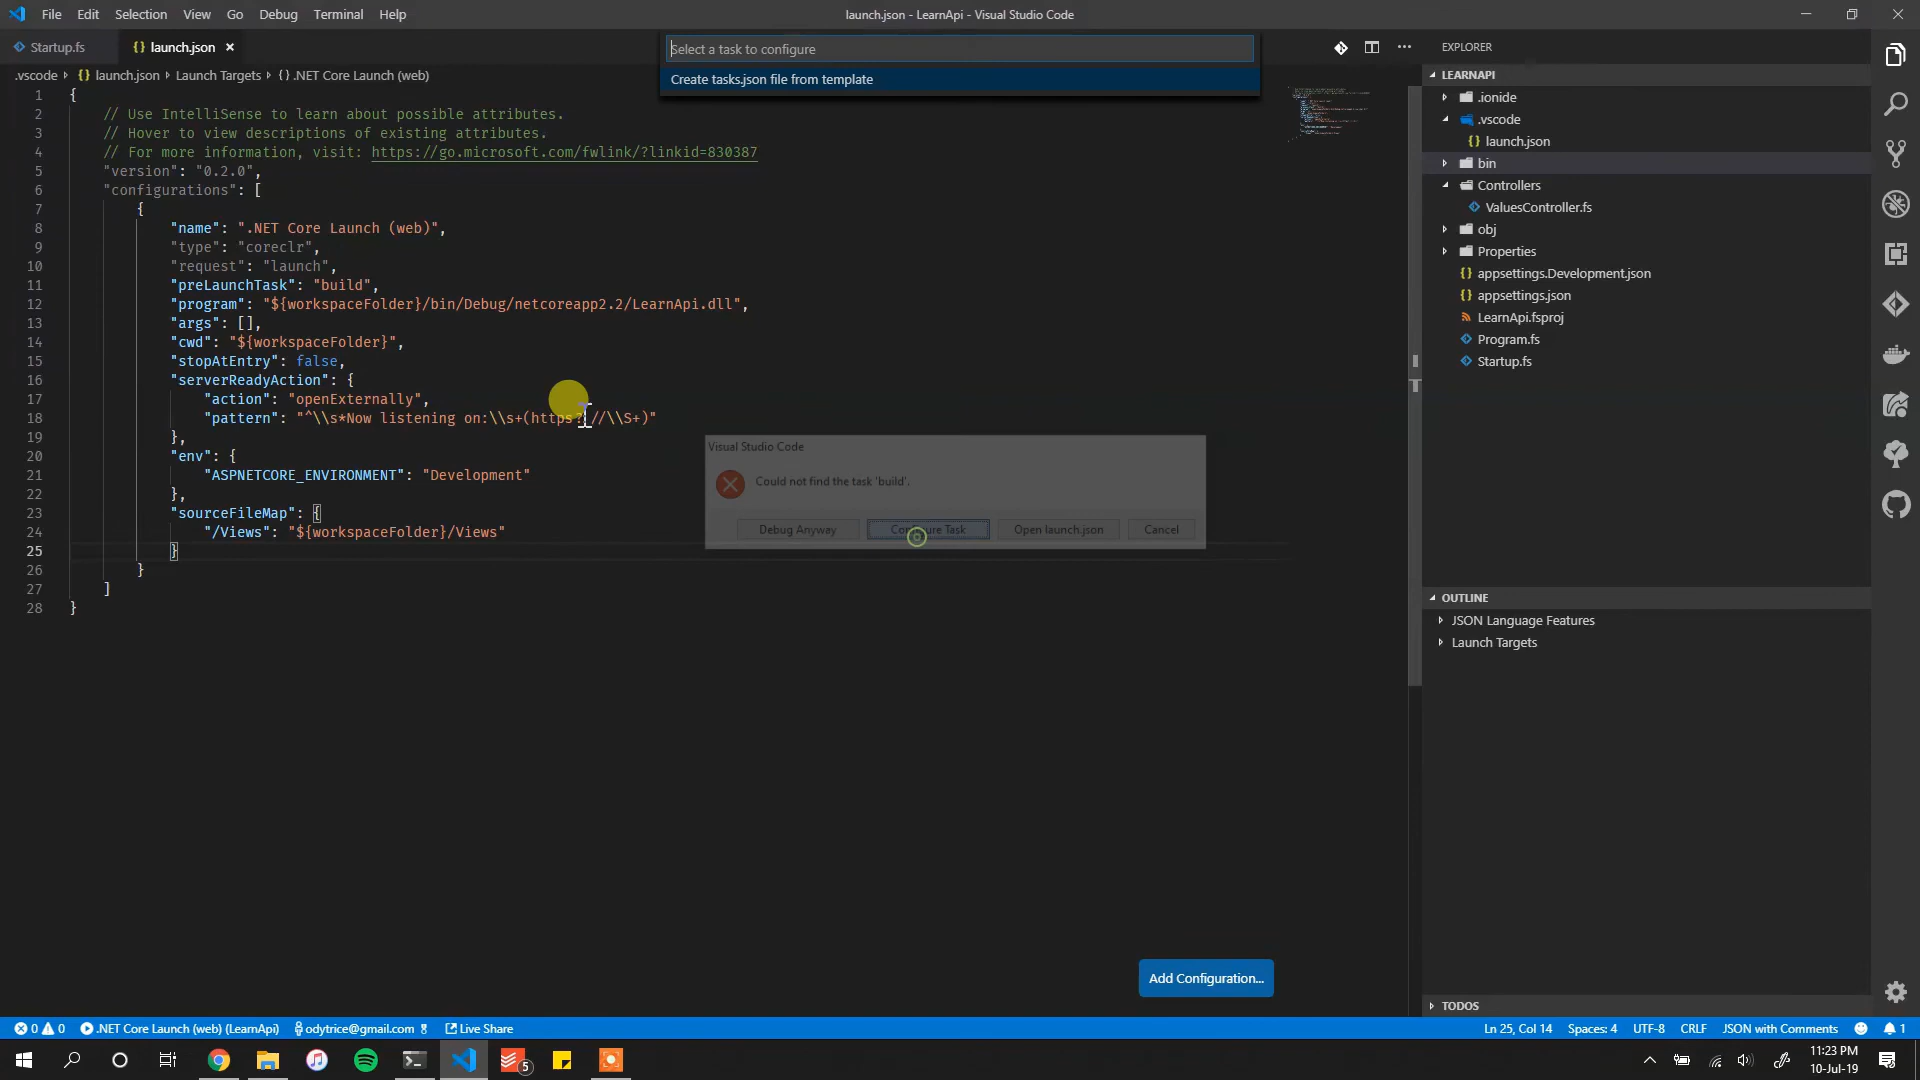 File Edit Selection View Go Debug Terminal Help
launch.json - LearnApi - Visual Studio Code
Startup.fs
launch.json
Select a task to configure
Create tasks.json file from template
.vscode launch.json Launch Targets {} .NET Core Launch (web)
1 {
2 // Use IntelliSense to learn about possible attributes.
3 // Hover to view descriptions of existing attributes.
4 // For more information, visit: https://go.microsoft.com/fwlink/?linkid=830387
5 "version": "0.2.0",
6 "configurations": [
7 {
8 "name": ".NET Core Launch (web)",
9 "type": "coreclr",
10 "request": "launch",
11 "preLaunchTask": "build",
12 "program": "${workspaceFolder}/bin/Debug/netcoreapp2.2/LearnApi.dll",
13 "args": [],
14 "cwd": "${workspaceFolder}",
15 "stopAtEntry": false,
16 "serverReadyAction": {
17 "action": "openExternally",
18 "pattern": "^\\s*Now listening on:\\s+(https?://\\S+)"
19 },
20 "env": {
21 "ASPNETCORE_ENVIRONMENT": "Development"
22 },
23 "sourceFileMap": {
24 "/Views": "${workspaceFolder}/Views"
25 }
26 }
27 ]
28 }
Visual Studio Code
Could not find the task 'build'.
Debug Anyway
Configure Task
Open launch.json
Cancel
Add Configuration...
EXPLORER
LEARNAPI
.ionide
.vscode
launch.json
bin
Controllers
ValuesController.fs
obj
Properties
appsettings.Development.json
appsettings.json
LearnApi.fsproj
Program.fs
Startup.fs
OUTLINE
JSON Language Features
Launch Targets
TODOS
0 0 .NET Core Launch (web) (LearnApi) odytrice@gmail.com Live Share
Ln 25, Col 14 Spaces: 4 UTF-8 CRLF JSON with Comments 1
5
11:23 PM
10-Jul-19